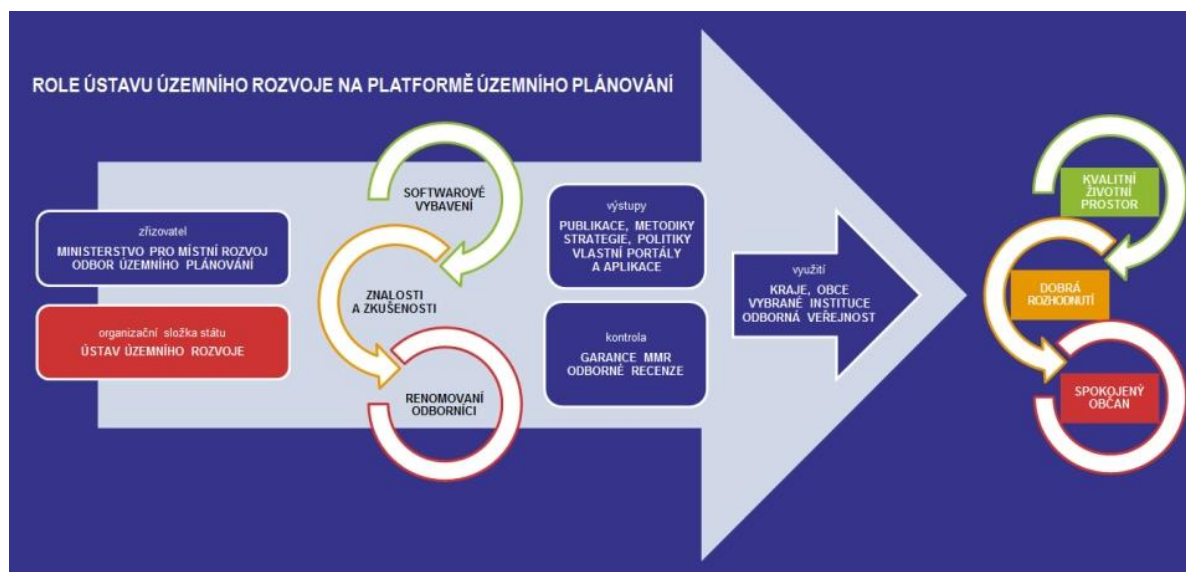 ROLE ÚSTAVU ÚZEMNÍHO ROZVOJE NA PLATFORMĚ ÚZEMNÍHO PLÁNOVÁNÍ
zřizovatel
MINISTERSTVO PRO MÍSTNÍ ROZVOJ
ODBOR ÚZEMNÍHO PLÁNOVÁNÍ
organizační složka státu
ÚSTAV ÚZEMNÍHO ROZVOJE
SOFTWAROVÉ
VYBAVENÍ
ZNALOSTI
A ZKUŠENOSTI
RENOMOVANÍ
ODBORNÍCI
výstupy
PUBLIKACE, METODIKY
STRATEGIE, POLITIKY
VLASTNÍ PORTÁLY
A APLIKACE
kontrola
GARANCE MMR
ODBORNÉ RECENZE
využití
KRAJE, OBCE
VYBRANÉ INSTITUCE
ODBORNÁ VEŘEJNOST
KVALITNÍ
ŽIVOTNÍ
PROSTOR
DOBRÁ
ROZHODNUTÍ
SPOKOJENÝ
OBČAN